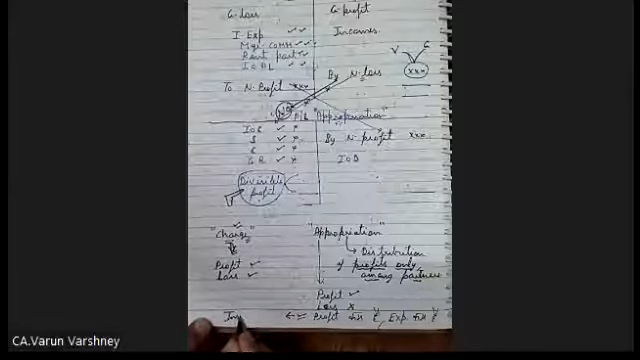 G-Loss G-profit
I-Exp ✓ ✓ Incomes
Mgr. Comm ✓ ✓
Rent part ✓ ✓
IOPL ✓ ✓
By N-loss
To N-Profit xxx
xxx
P/L "Appropriation"
IOC ✓ × By N-profit xxx
S ✓ ×
C ✓ ×
GR ✓ × IOD
Divisible
profit
"Charge" "Appropriation"
→ Distribution
of profits only
Profit ✓ among partners
Loss ✓
Profit ✓
Loss ×
Profit Exp.
CA.Varun Varshney